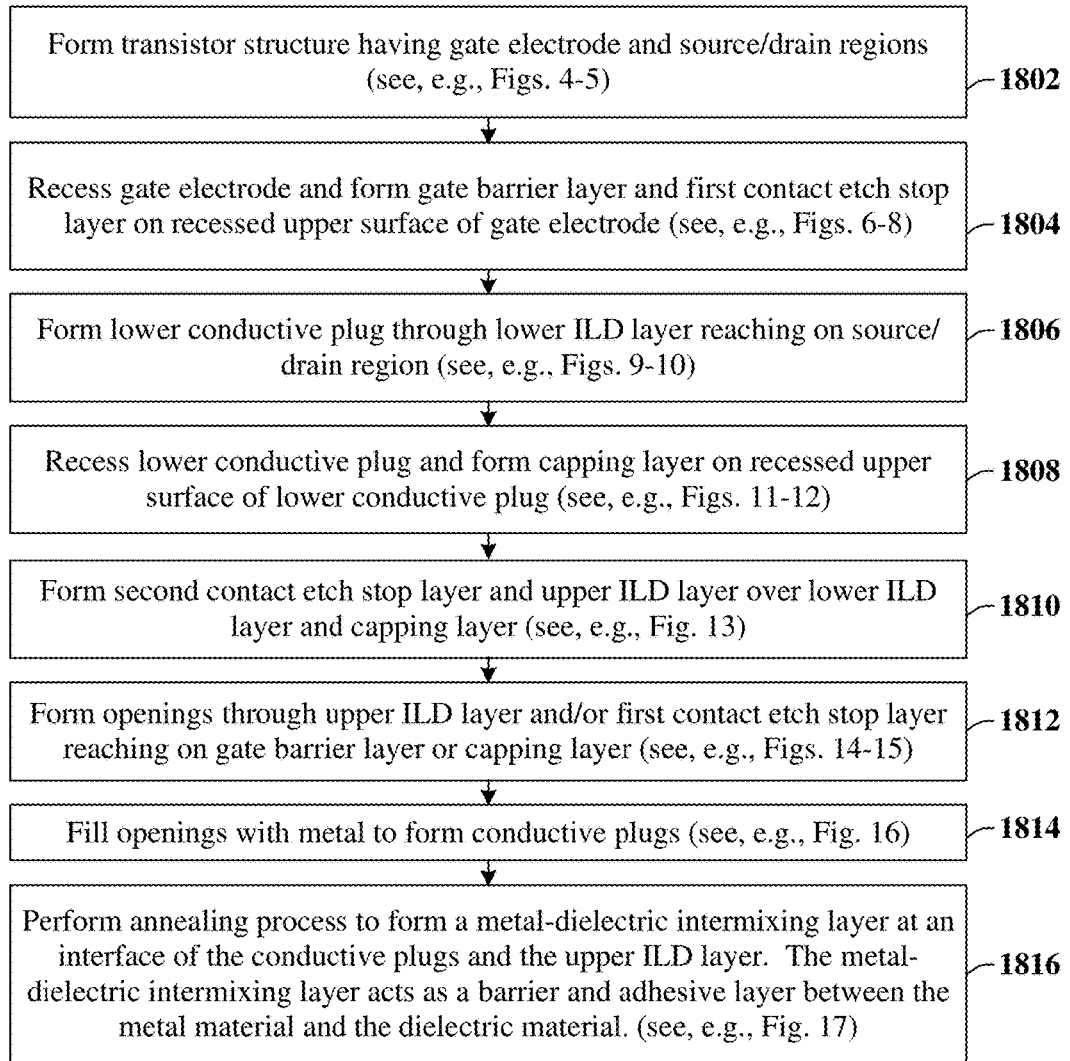 Form transistor structure having gate electrode and source/drain regions
(see, e.g., Figs. 4-5)
1802
Recess gate electrode and form gate barrier layer and first contact etch stop
layer on recessed upper surface of gate electrode (see, e.g., Figs. 6-8)
1804
Form lower conductive plug through lower ILD layer reaching on source/
drain region (see, e.g., Figs. 9-10)
1806
Recess lower conductive plug and form capping layer on recessed upper
surface of lower conductive plug (see, e.g., Figs. 11-12)
1808
Form second contact etch stop layer and upper ILD layer over lower ILD
layer and capping layer (see, e.g., Fig. 13)
1810
Form openings through upper ILD layer and/or first contact etch stop layer
reaching on gate barrier layer or capping layer (see, e.g., Figs. 14-15)
1812
Fill openings with metal to form conductive plugs (see, e.g., Fig. 16)
1814
Perform annealing process to form a metal-dielectric intermixing layer at an
interface of the conductive plugs and the upper ILD layer. The metal-
dielectric intermixing layer acts as a barrier and adhesive layer between the
metal material and the dielectric material. (see, e.g., Fig. 17)
1816